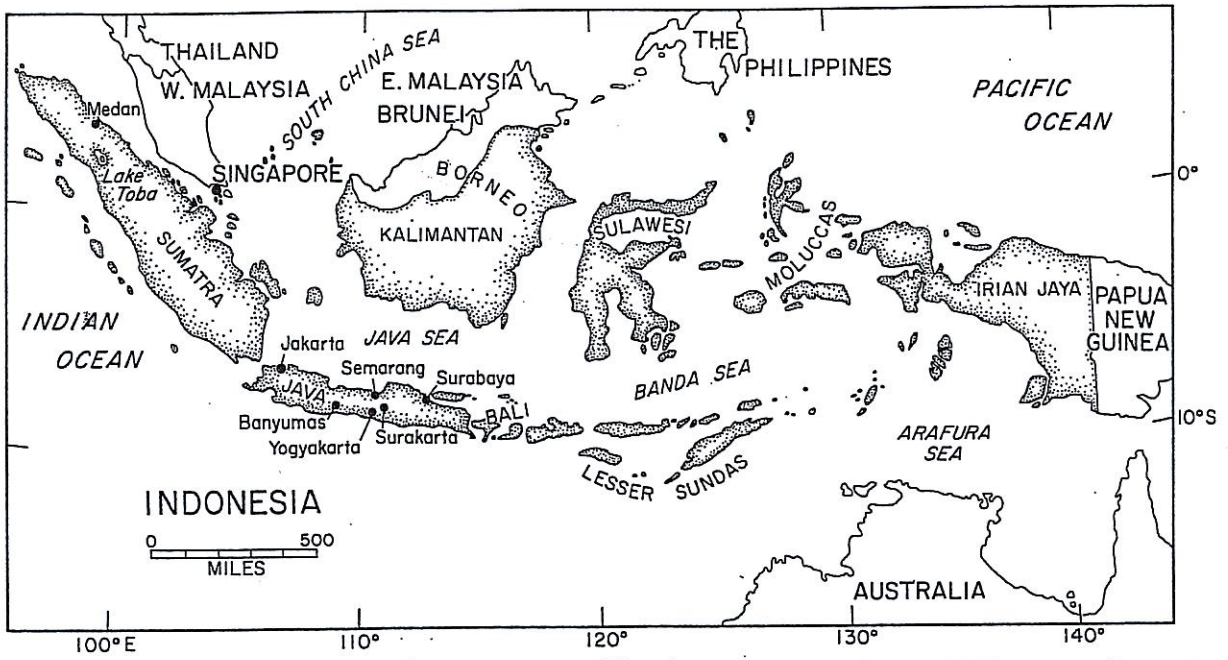 THAILAND
W. MALAYSIA
SOUTH CHINA SEA
E. MALAYSIA
BRUNEI
THE
PHILIPPINES
PACIFIC
OCEAN
Medan
Lake
Toba
SINGAPORE
BORNEO
0°
SUMATRA
KALIMANTAN
SULAWESI
MOLUCCAS
IRIAN JAYA
PAPUA
NEW
GUINEA
INDIAN
OCEAN
JAVA SEA
Jakarta
Semarang
Surabaya
BANDA SEA
JAVA
BALI
Banyumas
Yogyakarta
Surakarta
10°S
ARAFURA
SEA
LESSER SUNDAS
INDONESIA
0 500
MILES
AUSTRALIA
100°E 110° 120° 130° 140°